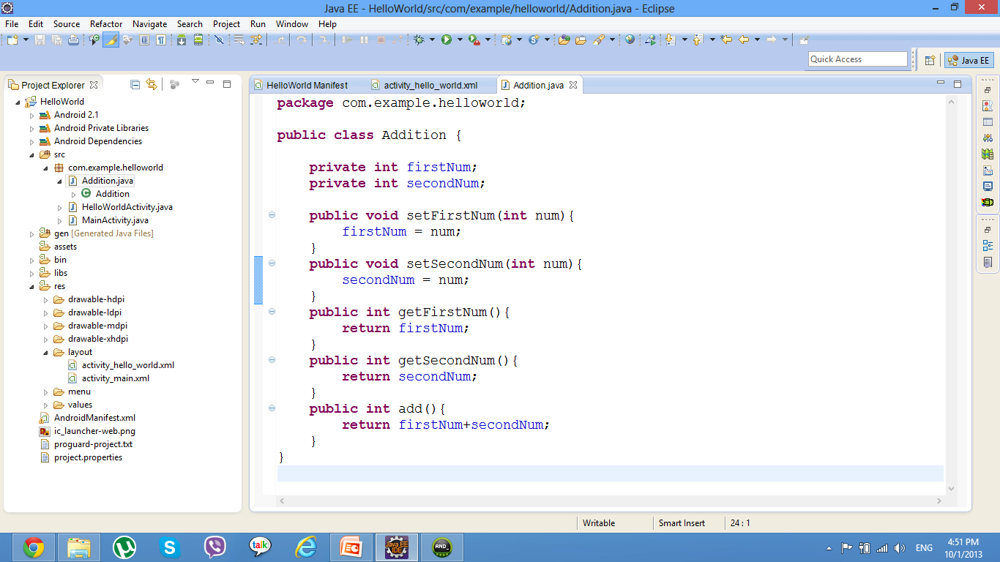 Java EE - HelloWorld/src/com/example/helloworld/Addition.java - Eclipse
File Edit Source Refactor Navigate Search Project Run Window Help
Quick Access
Java EE
Project Explorer
HelloWorld
Android 2.1
Android Private Libraries
Android Dependencies
src
com.example.helloworld
Addition.java
Addition
HelloWorldActivity.java
MainActivity.java
gen [Generated Java Files]
assets
bin
libs
res
drawable-hdpi
drawable-ldpi
drawable-mdpi
drawable-xhdpi
layout
activity_hello_world.xml
activity_main.xml
menu
values
AndroidManifest.xml
ic_launcher-web.png
proguard-project.txt
project.properties
HelloWorld Manifest activity_hello_world.xml Addition.java
package com.example.helloworld;
public class Addition {
private int firstNum;
private int secondNum;
public void setFirstNum(int num){
firstNum = num;
}
public void setSecondNum(int num){
secondNum = num;
}
public int getFirstNum(){
return firstNum;
}
public int getSecondNum(){
return secondNum;
}
public int add(){
return firstNum+secondNum;
}
}
Writable Smart Insert 24 : 1
talk
Java EE
IDE
AND_
ENG
4:51 PM
10/1/2013